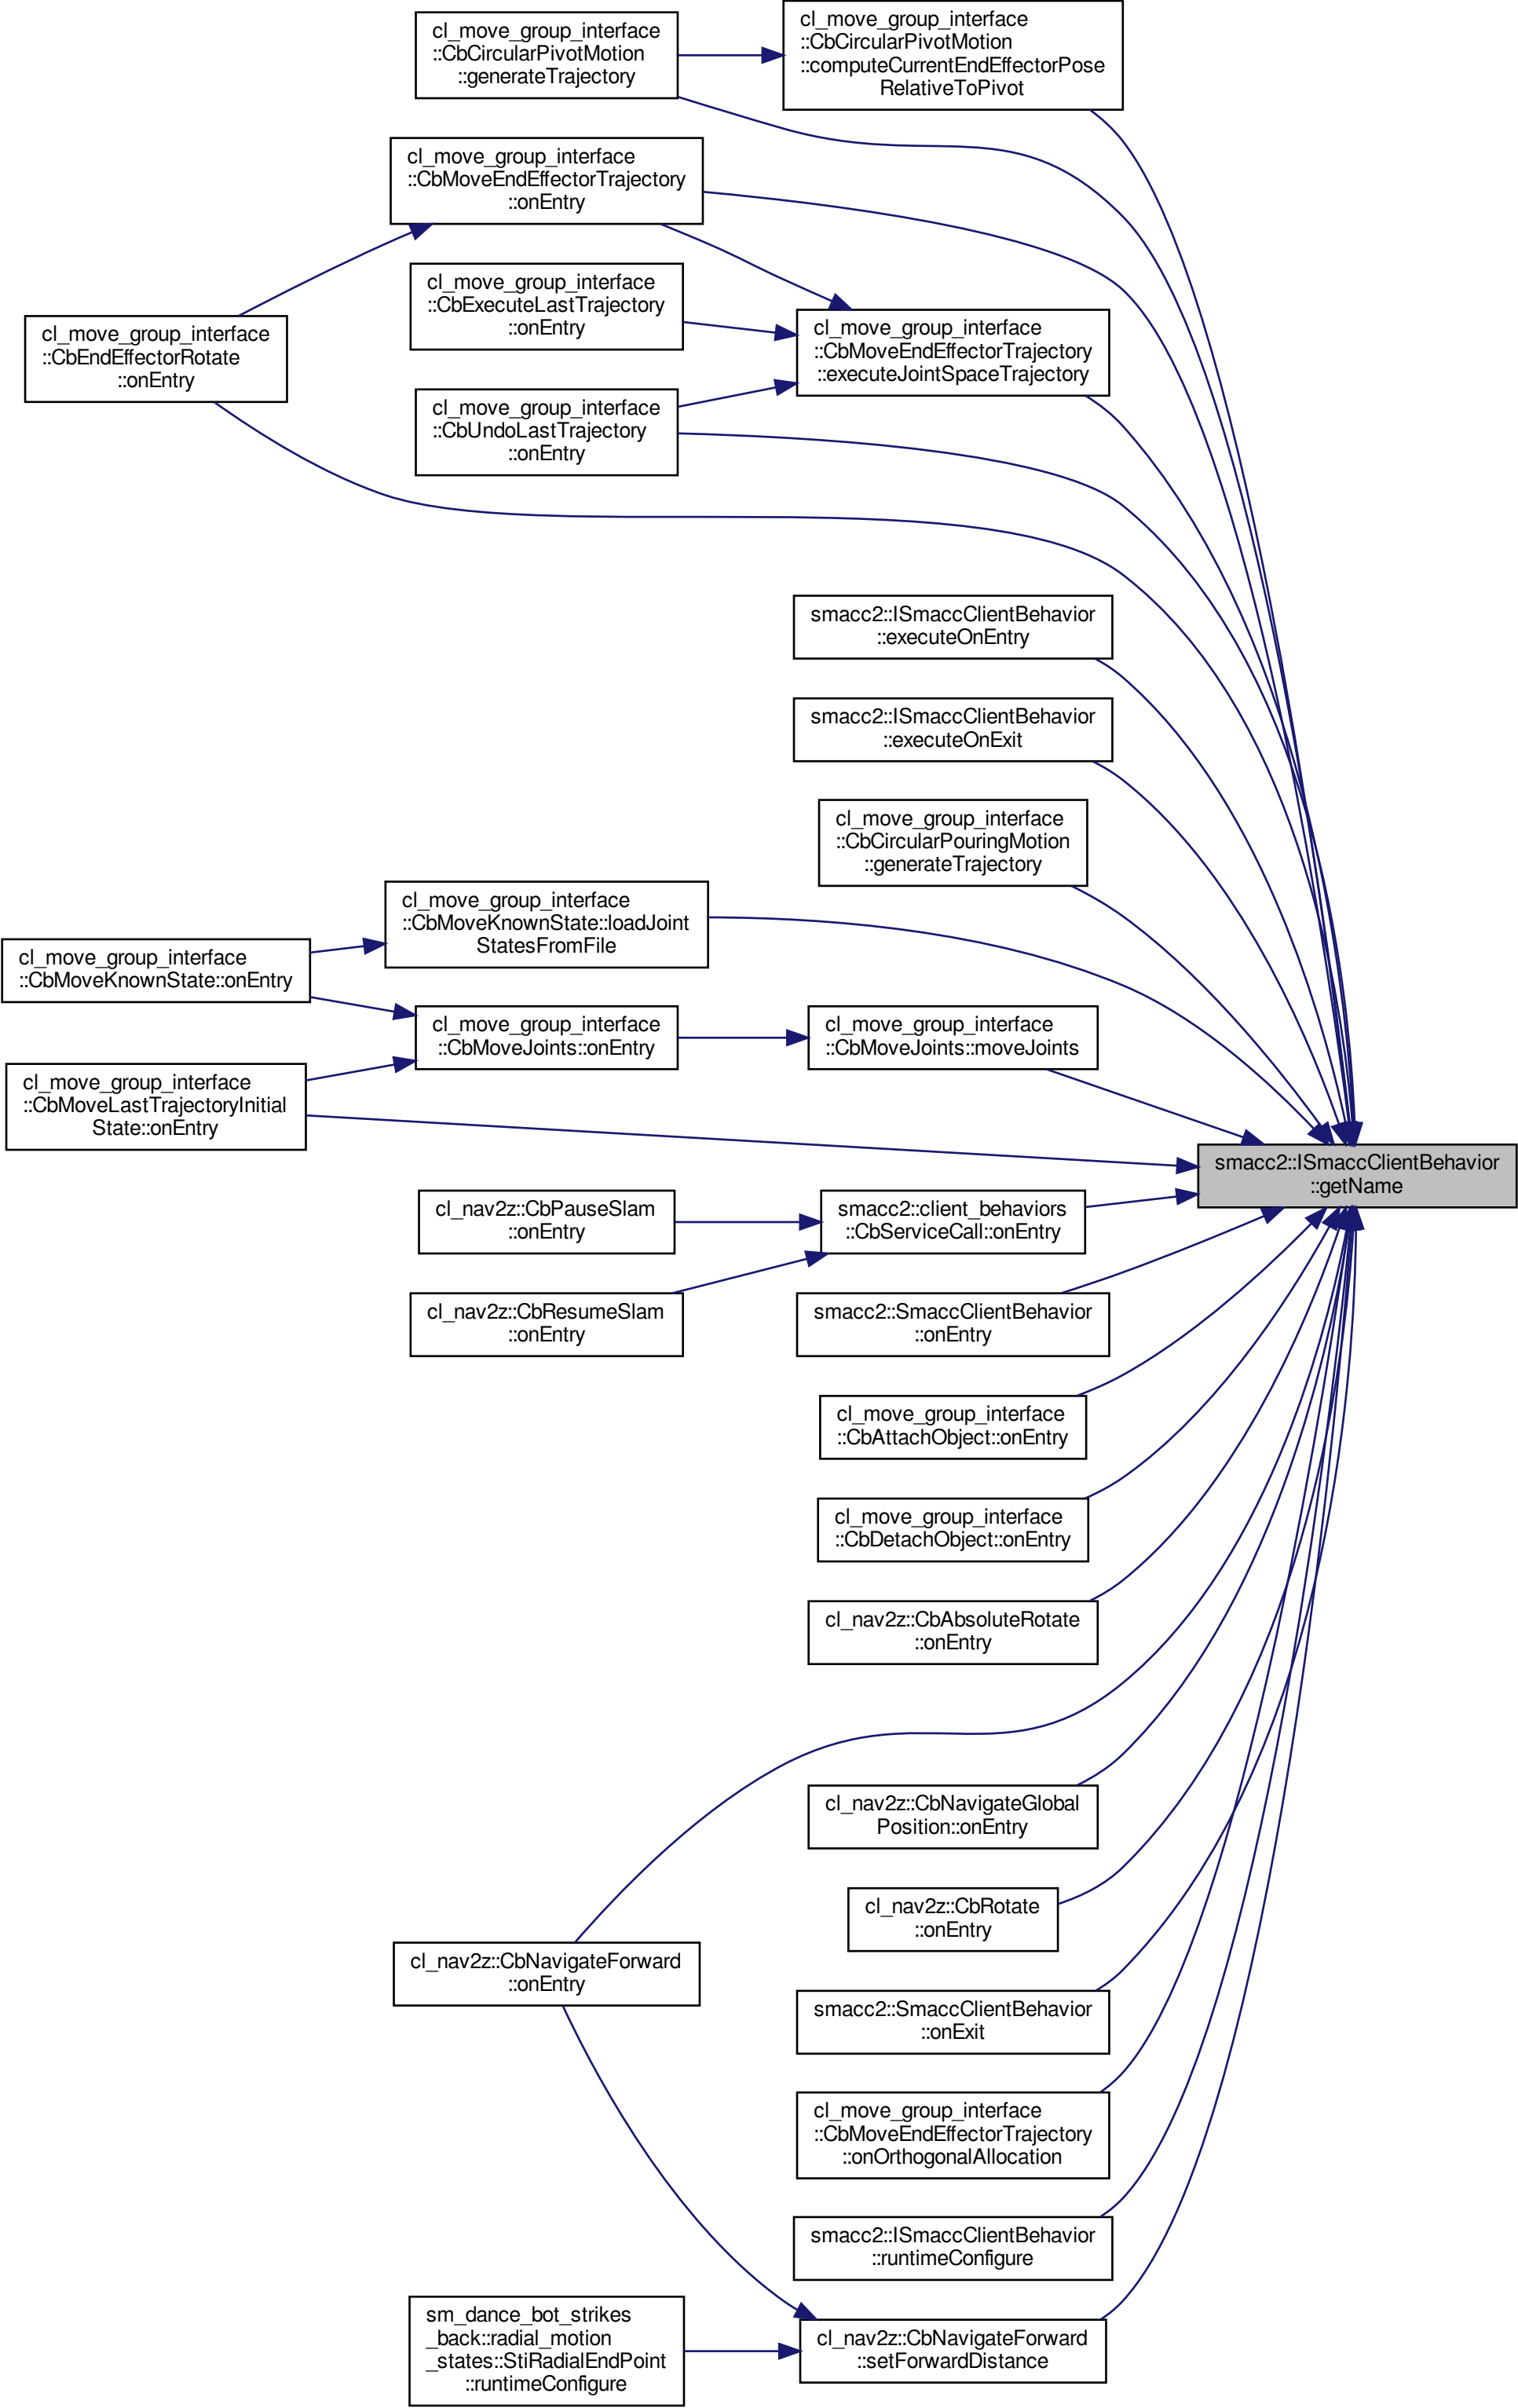 cl_move_group_interface
::CbCircularPivotMotion
::generateTrajectory
cl_move_group_interface
::CbCircularPivotMotion
::computeCurrentEndEffectorPose
RelativeToPivot
cl_move_group_interface
::CbMoveEndEffectorTrajectory
::onEntry
cl_move_group_interface
::CbExecuteLastTrajectory
::onEntry
cl_move_group_interface
::CbEndEffectorRotate
::onEntry
cl_move_group_interface
::CbMoveEndEffectorTrajectory
::executeJointSpaceTrajectory
cl_move_group_interface
::CbUndoLastTrajectory
::onEntry
smacc2::ISmaccClientBehavior
::executeOnEntry
smacc2::ISmaccClientBehavior
::executeOnExit
cl_move_group_interface
::CbCircularPouringMotion
::generateTrajectory
cl_move_group_interface
::CbMoveKnownState::loadJoint
StatesFromFile
cl_move_group_interface
::CbMoveKnownState::onEntry
cl_move_group_interface
::CbMoveJoints::onEntry
cl_move_group_interface
::CbMoveJoints::moveJoints
cl_move_group_interface
::CbMoveLastTrajectoryInitial
State::onEntry
smacc2::ISmaccClientBehavior
::getName
cl_nav2z::CbPauseSlam
::onEntry
smacc2::client_behaviors
::CbServiceCall::onEntry
cl_nav2z::CbResumeSlam
::onEntry
smacc2::SmaccClientBehavior
::onEntry
cl_move_group_interface
::CbAttachObject::onEntry
cl_move_group_interface
::CbDetachObject::onEntry
cl_nav2z::CbAbsoluteRotate
::onEntry
cl_nav2z::CbNavigateGlobal
Position::onEntry
cl_nav2z::CbRotate
::onEntry
cl_nav2z::CbNavigateForward
::onEntry
smacc2::SmaccClientBehavior
::onExit
cl_move_group_interface
::CbMoveEndEffectorTrajectory
::onOrthogonalAllocation
smacc2::ISmaccClientBehavior
::runtimeConfigure
sm_dance_bot_strikes
_back::radial_motion
_states::StiRadialEndPoint
::runtimeConfigure
cl_nav2z::CbNavigateForward
::setForwardDistance